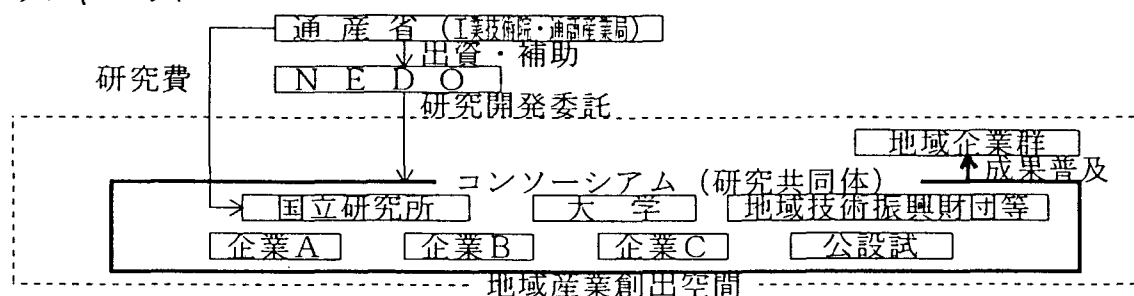 通産省（工業技術院・通商産業局）
出資・補助
研究費
NEDO
研究開発委託
地域企業群
成果普及
コンソーシアム（研究共同体）
国立研究所 大学 地域技術振興財団等
企業A 企業B 企業C 公設試
地域産業創出空間